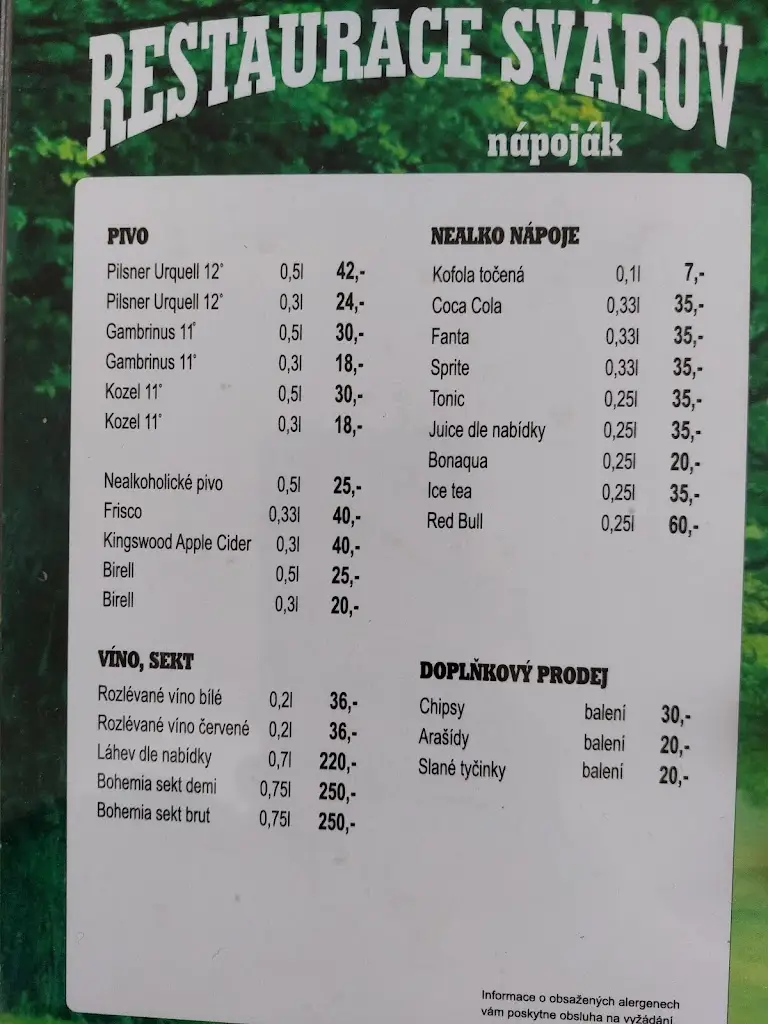 RESTAURACE SVÁROV
nápoják
PIVO
Pilsner Urquell 12° 0,5l 42,-
Pilsner Urquell 12° 0,3l 24,-
Gambrinus 11° 0,5l 30,-
Gambrinus 11° 0,3l 18,-
Kozel 11° 0,5l 30,-
Kozel 11° 0,3l 18,-
Nealkoholické pivo 0,5l 25,-
Frisco 0,33l 40,-
Kingswood Apple Cider 0,3l 40,-
Birell 0,5l 25,-
Birell 0,3l 20,-
VÍNO, SEKT
Rozlévané víno bílé 0,2l 36,-
Rozlévané víno červené 0,2l 36,-
Láhev dle nabídky 0,7l 220,-
Bohemia sekt demi 0,75l 250,-
Bohemia sekt brut 0,75l 250,-
NEALKO NÁPOJE
Kofola točená 0,1l 7,-
Coca Cola 0,33l 35,-
Fanta 0,33l 35,-
Sprite 0,33l 35,-
Tonic 0,25l 35,-
Juice dle nabídky 0,25l 35,-
Bonaqua 0,25l 20,-
Ice tea 0,25l 35,-
Red Bull 0,25l 60,-
DOPLŇKOVÝ PRODEJ
Chipsy balení 30,-
Arašídy balení 20,-
Slané tyčinky balení 20,-
Informace o obsažených alergenech
vám poskytne obsluha na vyžádání